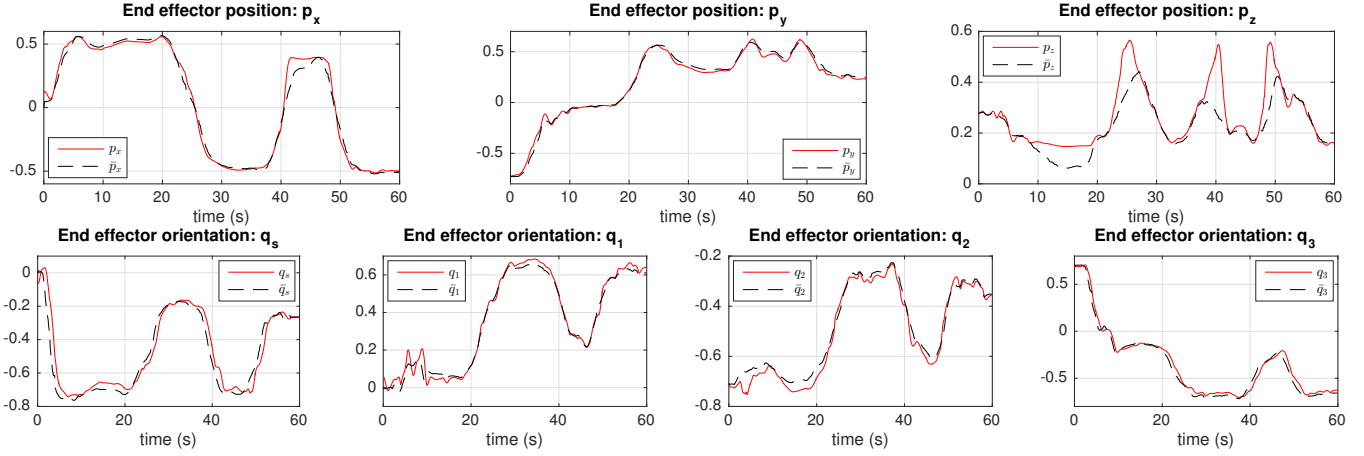 End effector position: p_x
0.5
0
-0.5
p_x
p̄_x
0 10 20 30 40 50 60
time (s)
End effector position: p_y
0.5
0
-0.5
p_y
p̄_y
0 10 20 30 40 50 60
time (s)
End effector position: p_z
0.6
0.4
0.2
0
p_z
p̄_z
0 10 20 30 40 50 60
time (s)
End effector orientation: q_s
0
-0.2
-0.4
-0.6
-0.8
q_s
q̄_s
0 20 40 60
time (s)
End effector orientation: q_1
0.6
0.4
0.2
0
q_1
q̄_1
0 20 40 60
time (s)
End effector orientation: q_2
-0.2
-0.4
-0.6
-0.8
q_2
q̄_2
0 20 40 60
time (s)
End effector orientation: q_3
0.5
0
-0.5
q_3
q̄_3
0 20 40 60
time (s)